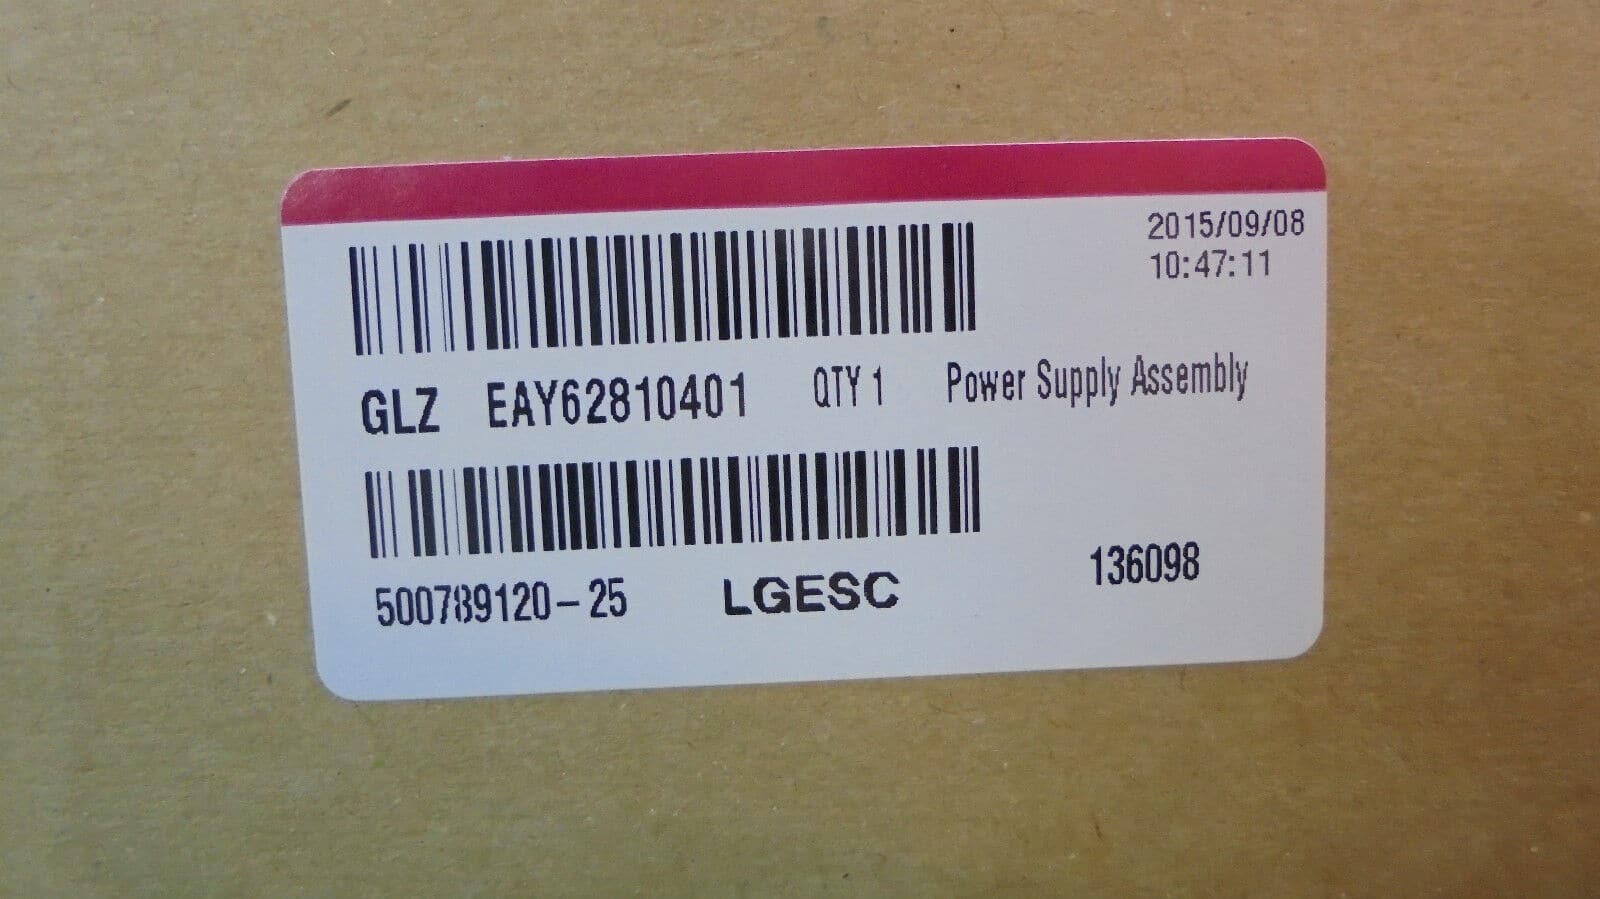 2015/09/08
10:47:11
GLZ EAY62810401 QTY 1 Power Supply Assembly
500789120-25 LGESC 136098